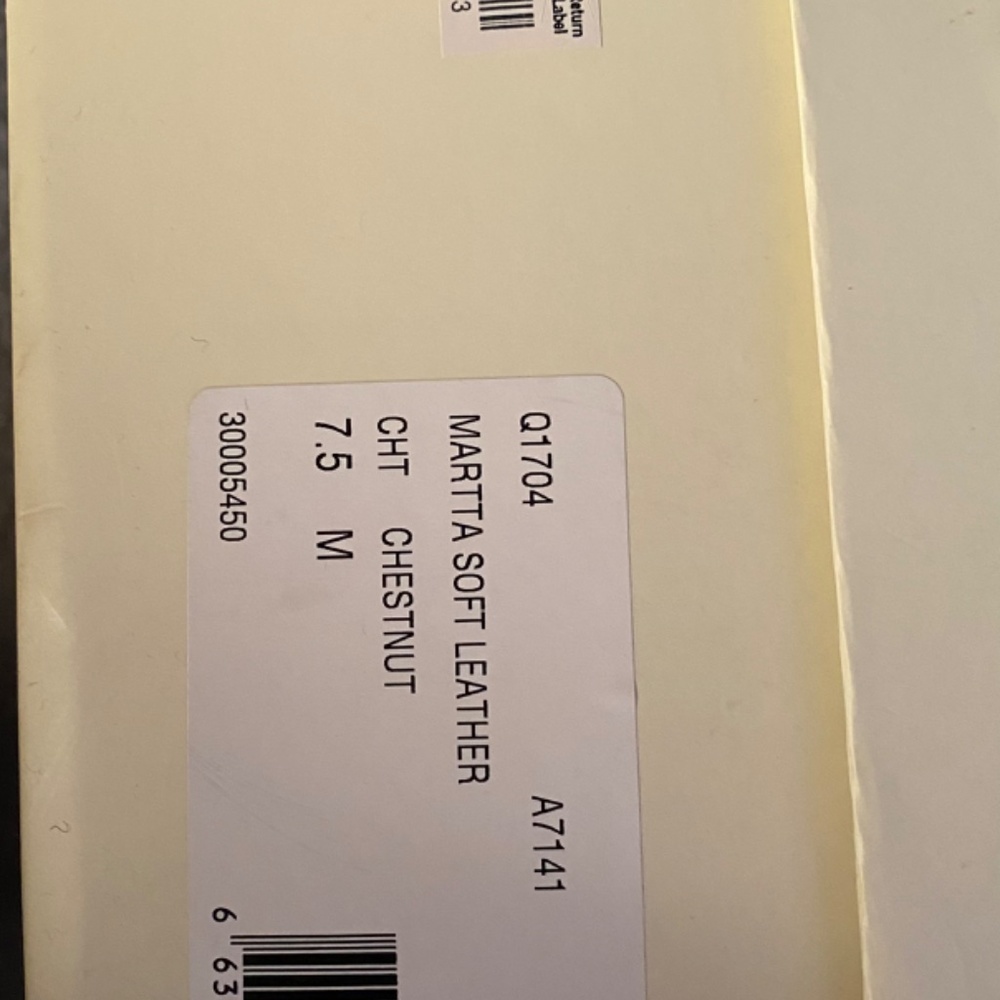 Return
Label
3
Q1704 A7141
MARTTA SOFT LEATHER
CHT CHESTNUT
7.5 M
30005450
6 63